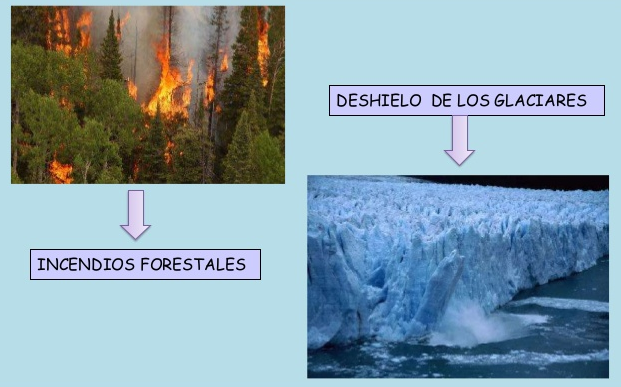 DESHIELO DE LOS GLACIARES
INCENDIOS FORESTALES